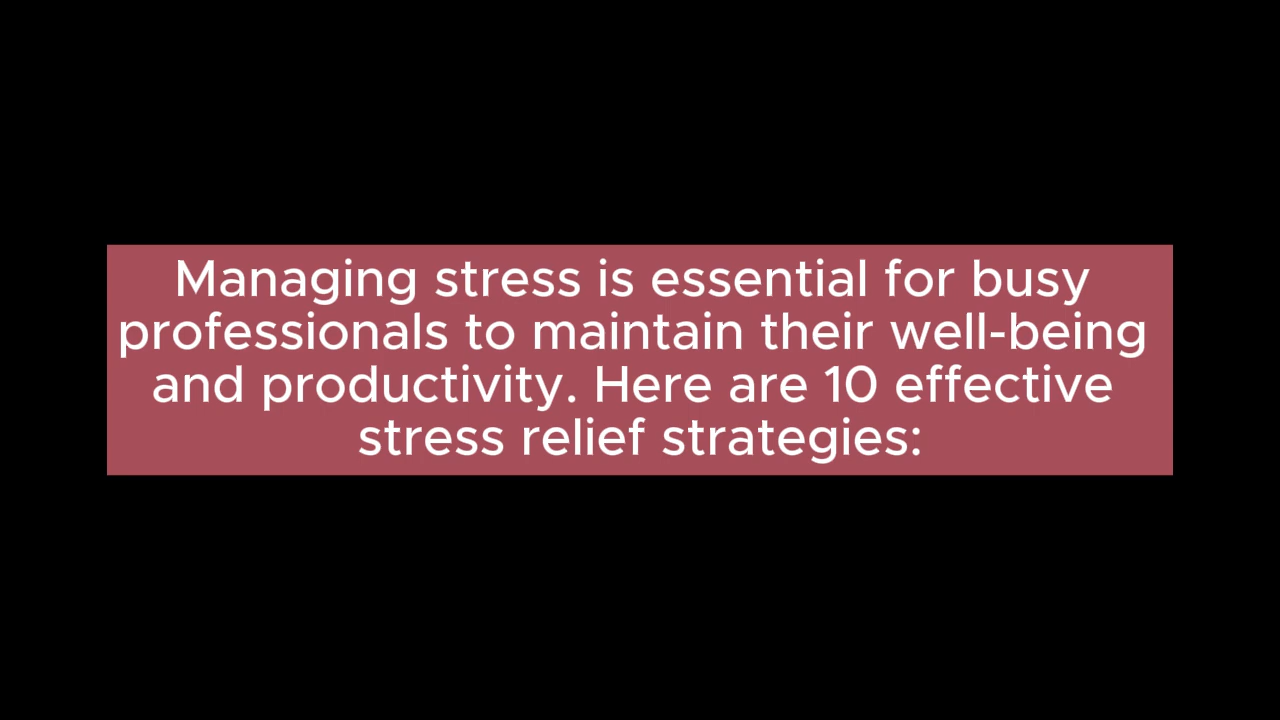 Managing stress is essential for busy
professionals to maintain their well-being
and productivity. Here are 10 effective
stress relief strategies: